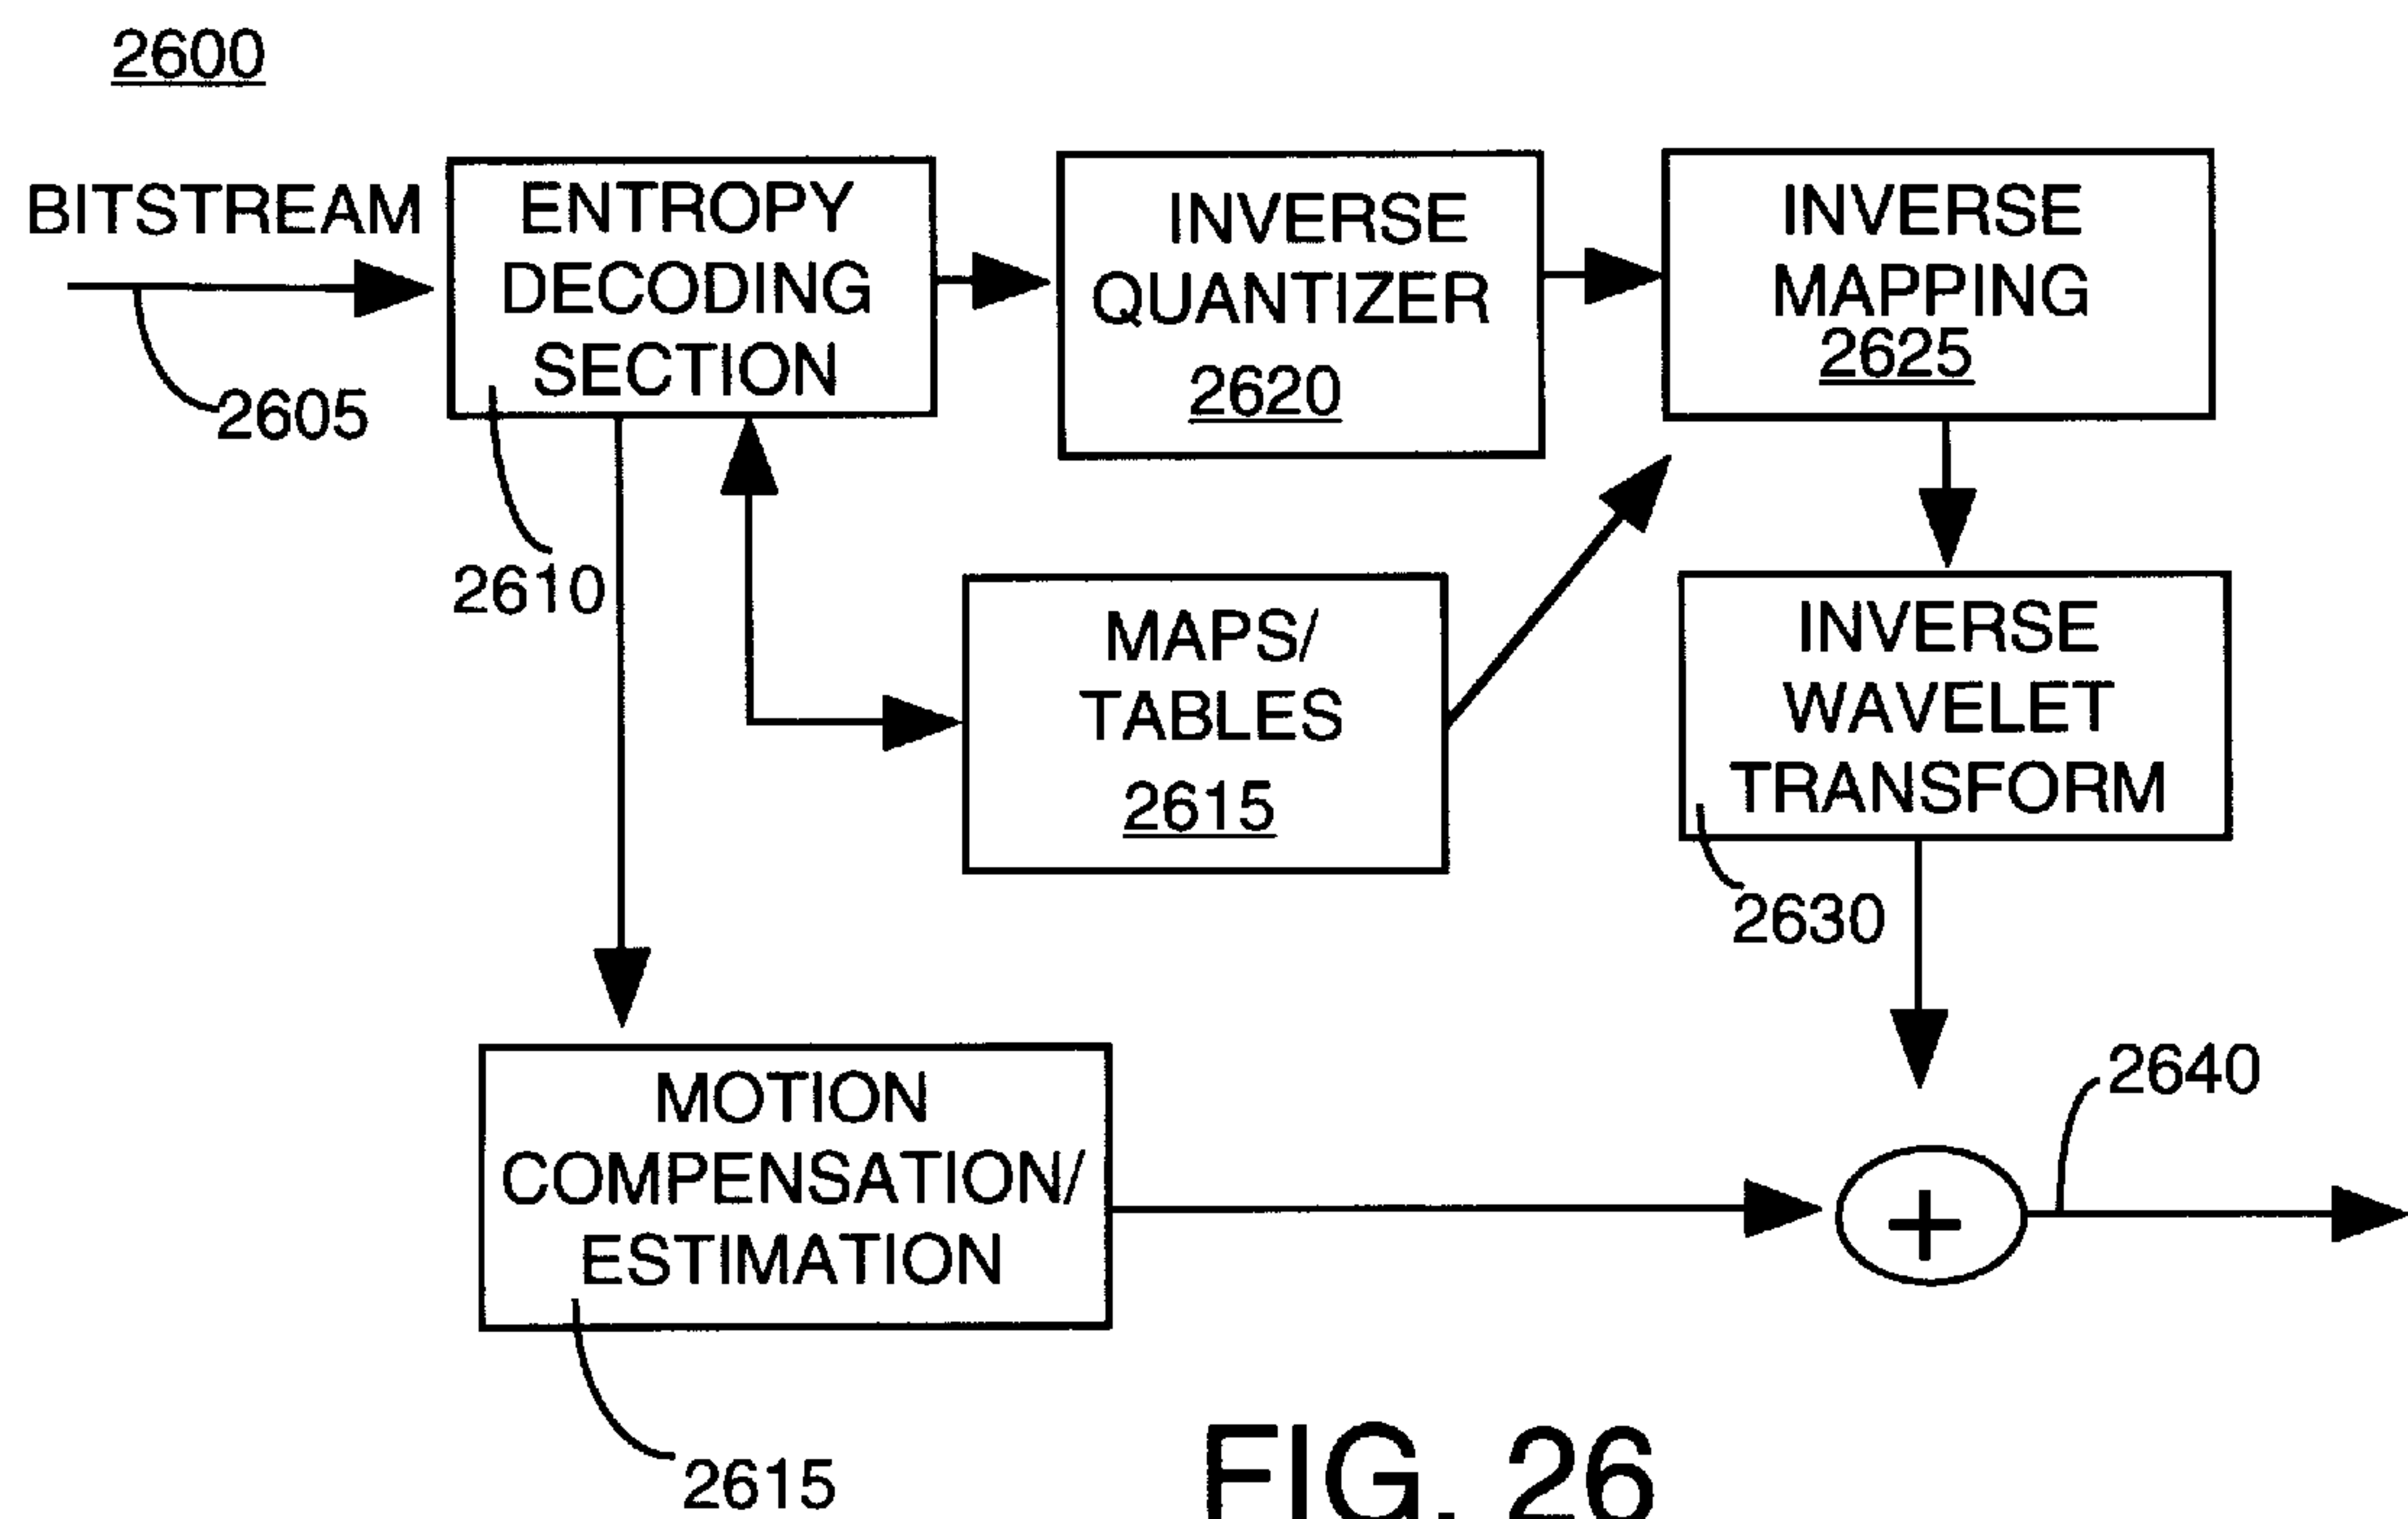 2600
BITSTREAM
2605
ENTROPY
DECODING
SECTION
2610
INVERSE
QUANTIZER
2620
INVERSE
MAPPING
2625
MAPS/
TABLES
2615
INVERSE
WAVELET
TRANSFORM
2630
MOTION
COMPENSATION/
ESTIMATION
2615
+
2640
FIG. 26